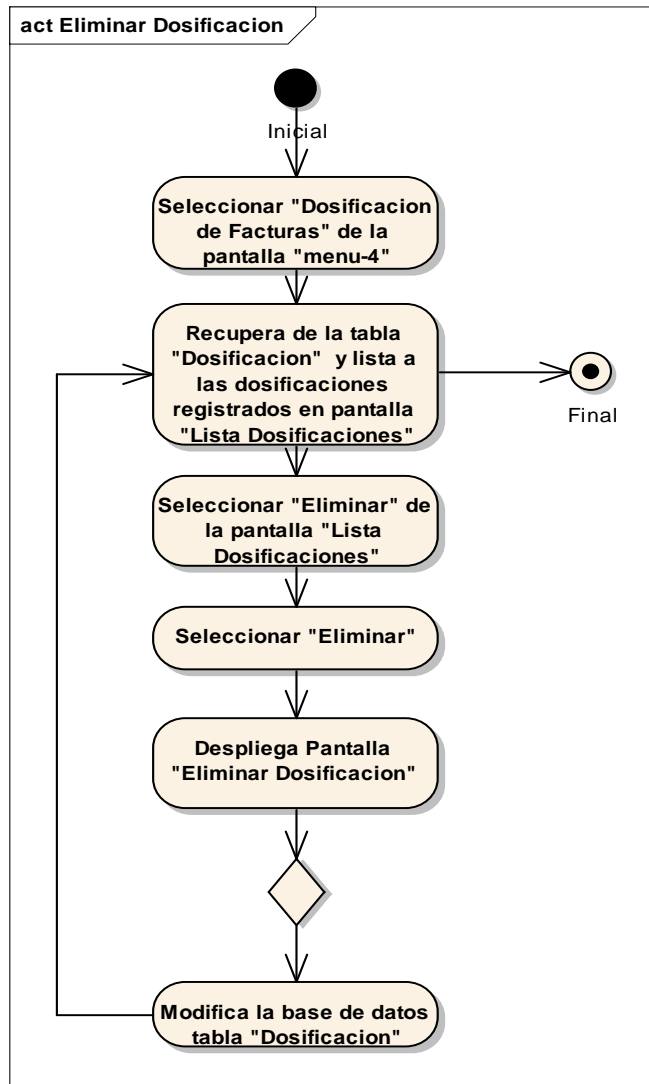 act Eliminar Dosificacion
Inicial
Seleccionar "Dosificacion
de Facturas" de la
pantalla "menu-4"
Recupera de la tabla
"Dosificacion" y lista a
las dosificaciones
registrados en pantalla
"Lista Dosificaciones"
Final
Seleccionar "Eliminar" de
la pantalla "Lista
Dosificaciones"
Seleccionar "Eliminar"
Despliega Pantalla
"Eliminar Dosificacion"
Modifica la base de datos
tabla "Dosificacion"